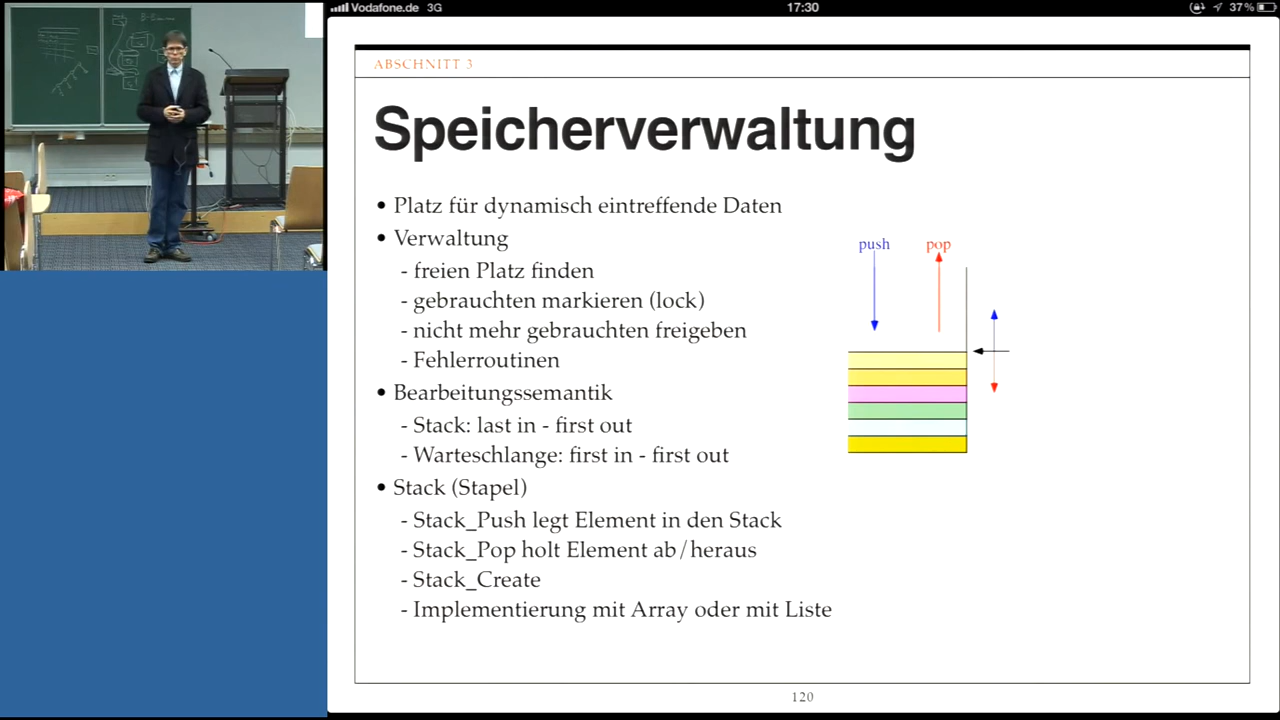 Vodafone.de 3G 17:30 37%
ABSCHNITT 3
Speicherverwaltung
• Platz für dynamisch eintreffende Daten
• Verwaltung
- freien Platz finden
- gebrauchten markieren (lock)
- nicht mehr gebrauchten freigeben
- Fehlerroutinen
• Bearbeitungssemantik
- Stack: last in - first out
- Warteschlange: first in - first out
• Stack (Stapel)
- Stack_Push legt Element in den Stack
- Stack_Pop holt Element ab/heraus
- Stack_Create
- Implementierung mit Array oder mit Liste
push pop
120